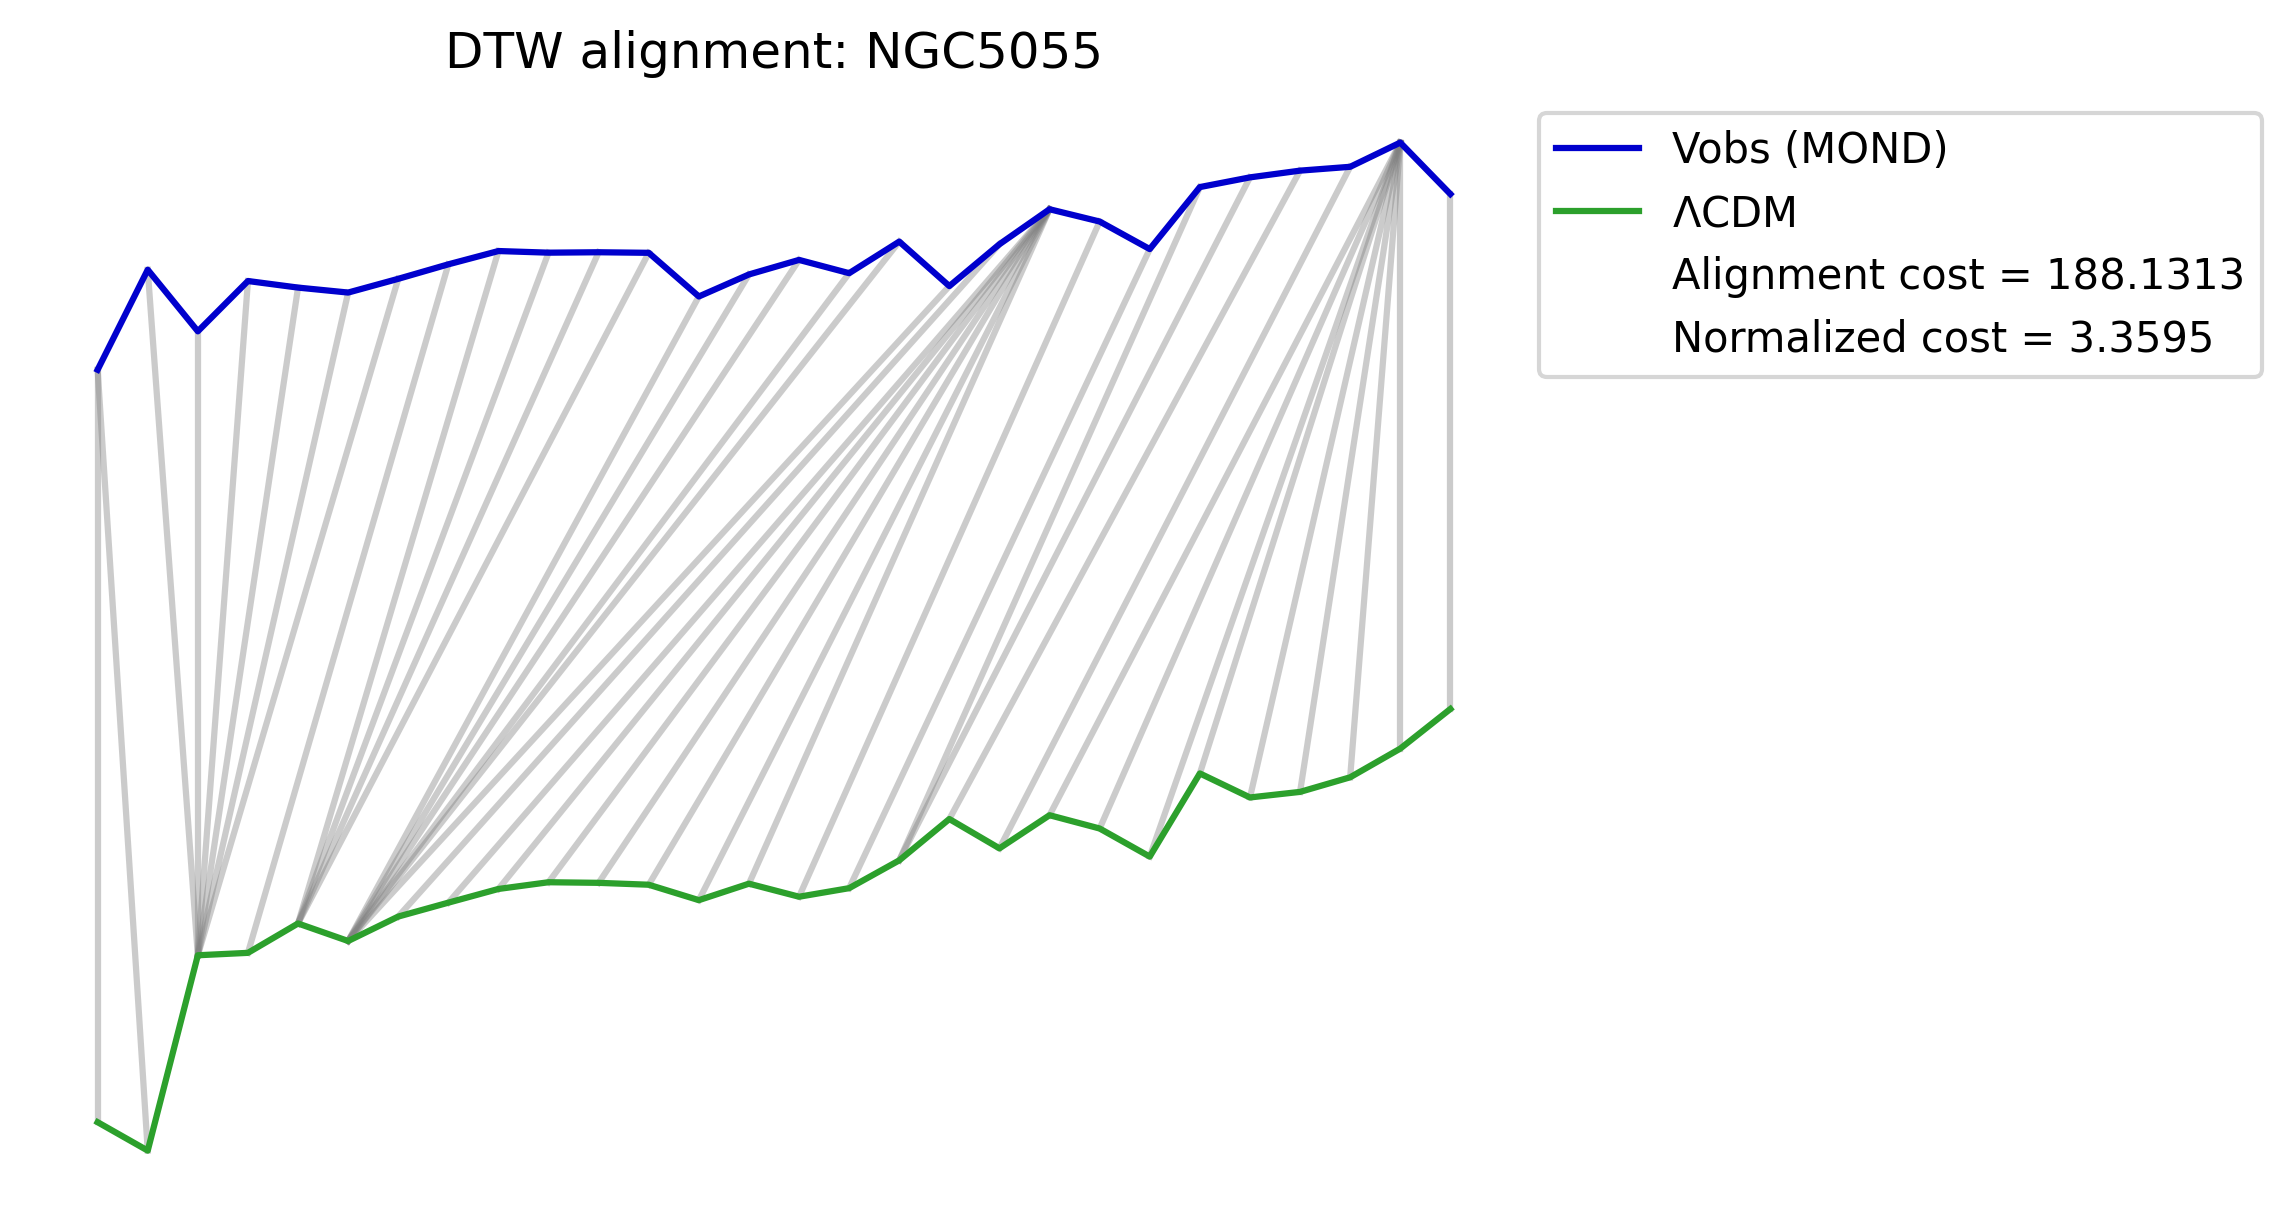 DTW alignment: NGC5055
Vobs (MOND)
ΛCDM
Alignment cost = 188.1313
Normalized cost = 3.3595